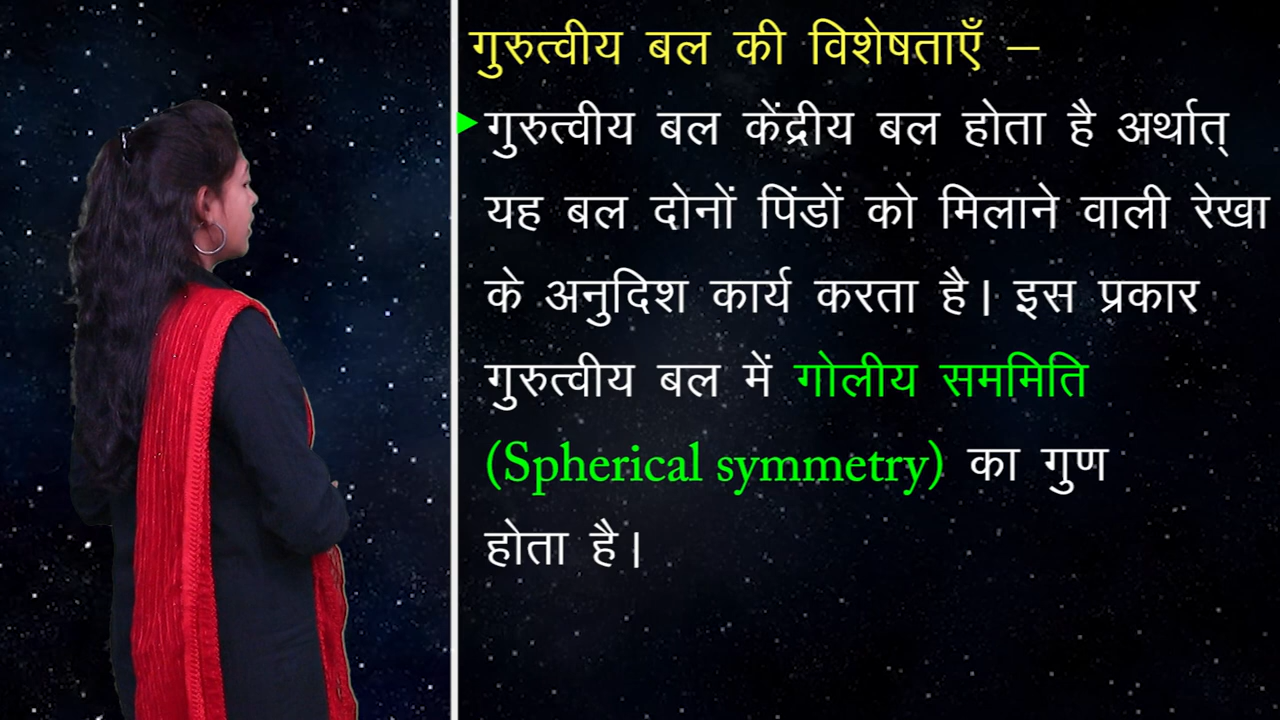 गुरुत्वीय बल की विशेषताएँ –
गुरुत्वीय बल केंद्रीय बल होता है अर्थात्
यह बल दोनों पिंडों को मिलाने वाली रेखा
के अनुदिश कार्य करता है। इस प्रकार
गुरुत्वीय बल में गोलीय सममिति
(Spherical symmetry) का गुण
होता है।